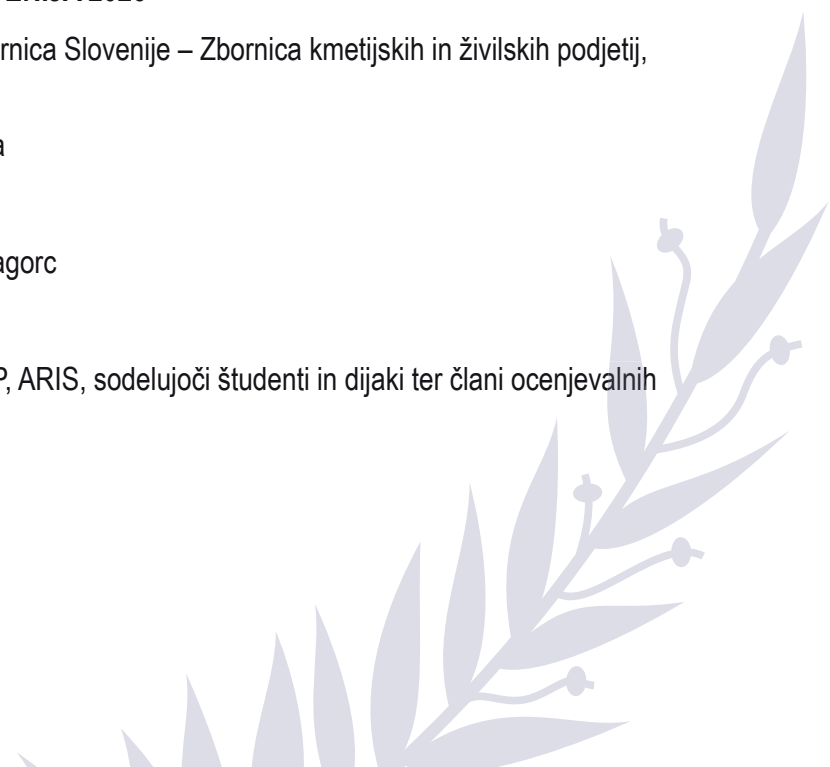 rnica Slovenije – Zbornica kmetijskih in živilskih podjetij,
a
agorc
P, ARIS, sodelujoči študenti in dijaki ter člani ocenjevalnih